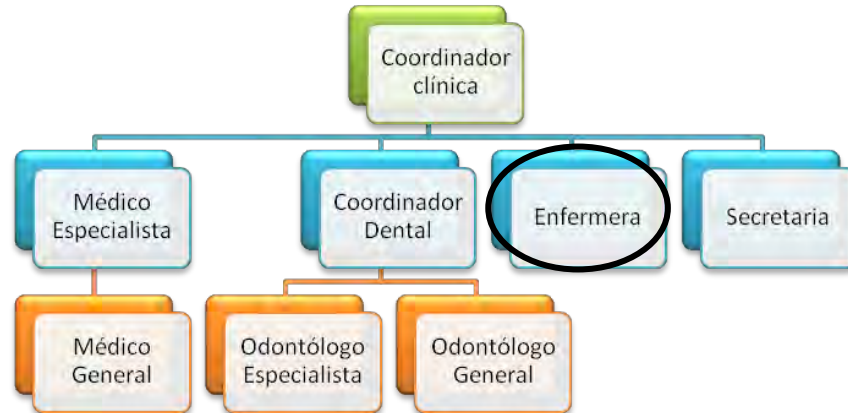 Coordinador
clínica
Médico
Especialista
Coordinador
Dental
Enfermera
Secretaria
Médico
General
Odontólogo
Especialista
Odontólogo
General